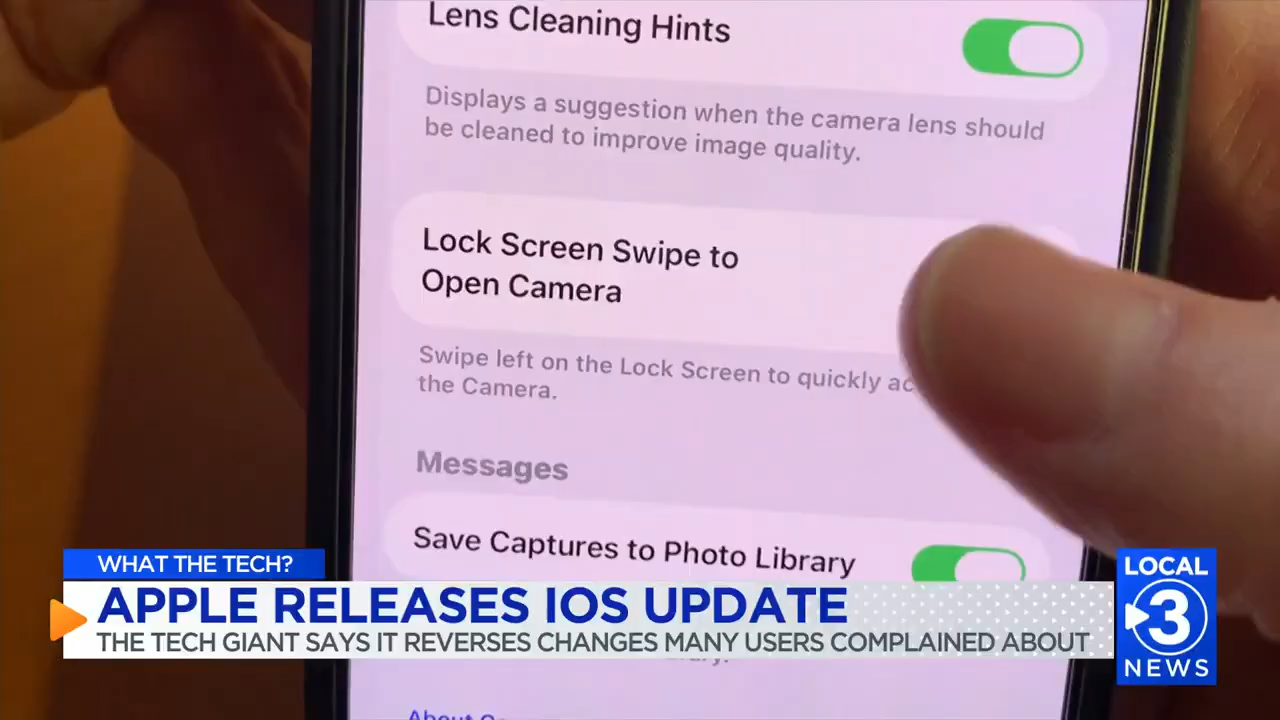 Lens Cleaning Hints
Displays a suggestion when the camera lens should
be cleaned to improve image quality.
Lock Screen Swipe to
Open Camera
Swipe left on the Lock Screen to quickly
the Camera.
Messages
Save Captures to Photo Library
WHAT THE TECH?
APPLE RELEASES IOS UPDATE
THE TECH GIANT SAYS IT REVERSES CHANGES MANY USERS COMPLAINED ABOUT
About
LOCAL
3
NEWS